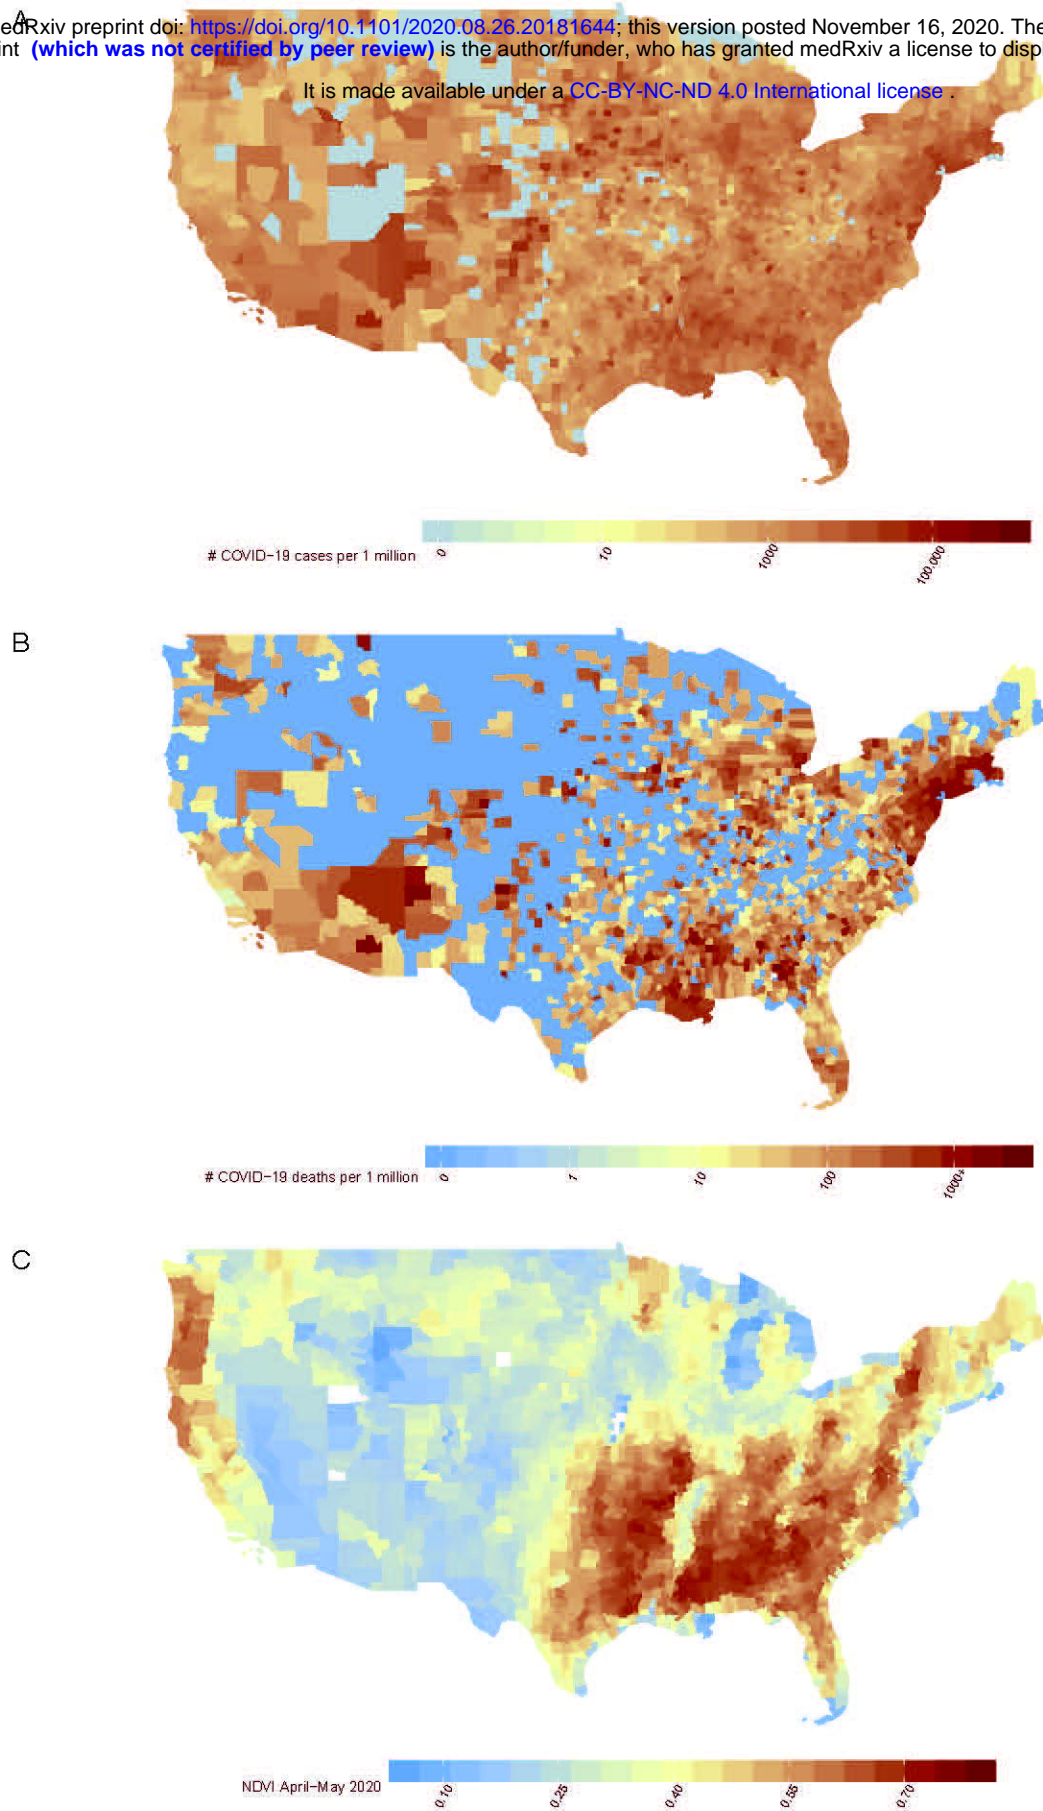 A
edRxiv preprint doi: https://doi.org/10.1101/2020.08.26.20181644; this version posted November 16, 2020. The
int (which was not certified by peer review) is the author/funder, who has granted medRxiv a license to displ
It is made available under a CC-BY-NC-ND 4.0 International license .
# COVID-19 cases per 1 million
0 10 1000 100,000
B
# COVID-19 deaths per 1 million
0 1 10 100 1000+
C
NDVI April-May 2020
0.10 0.25 0.40 0.55 0.70